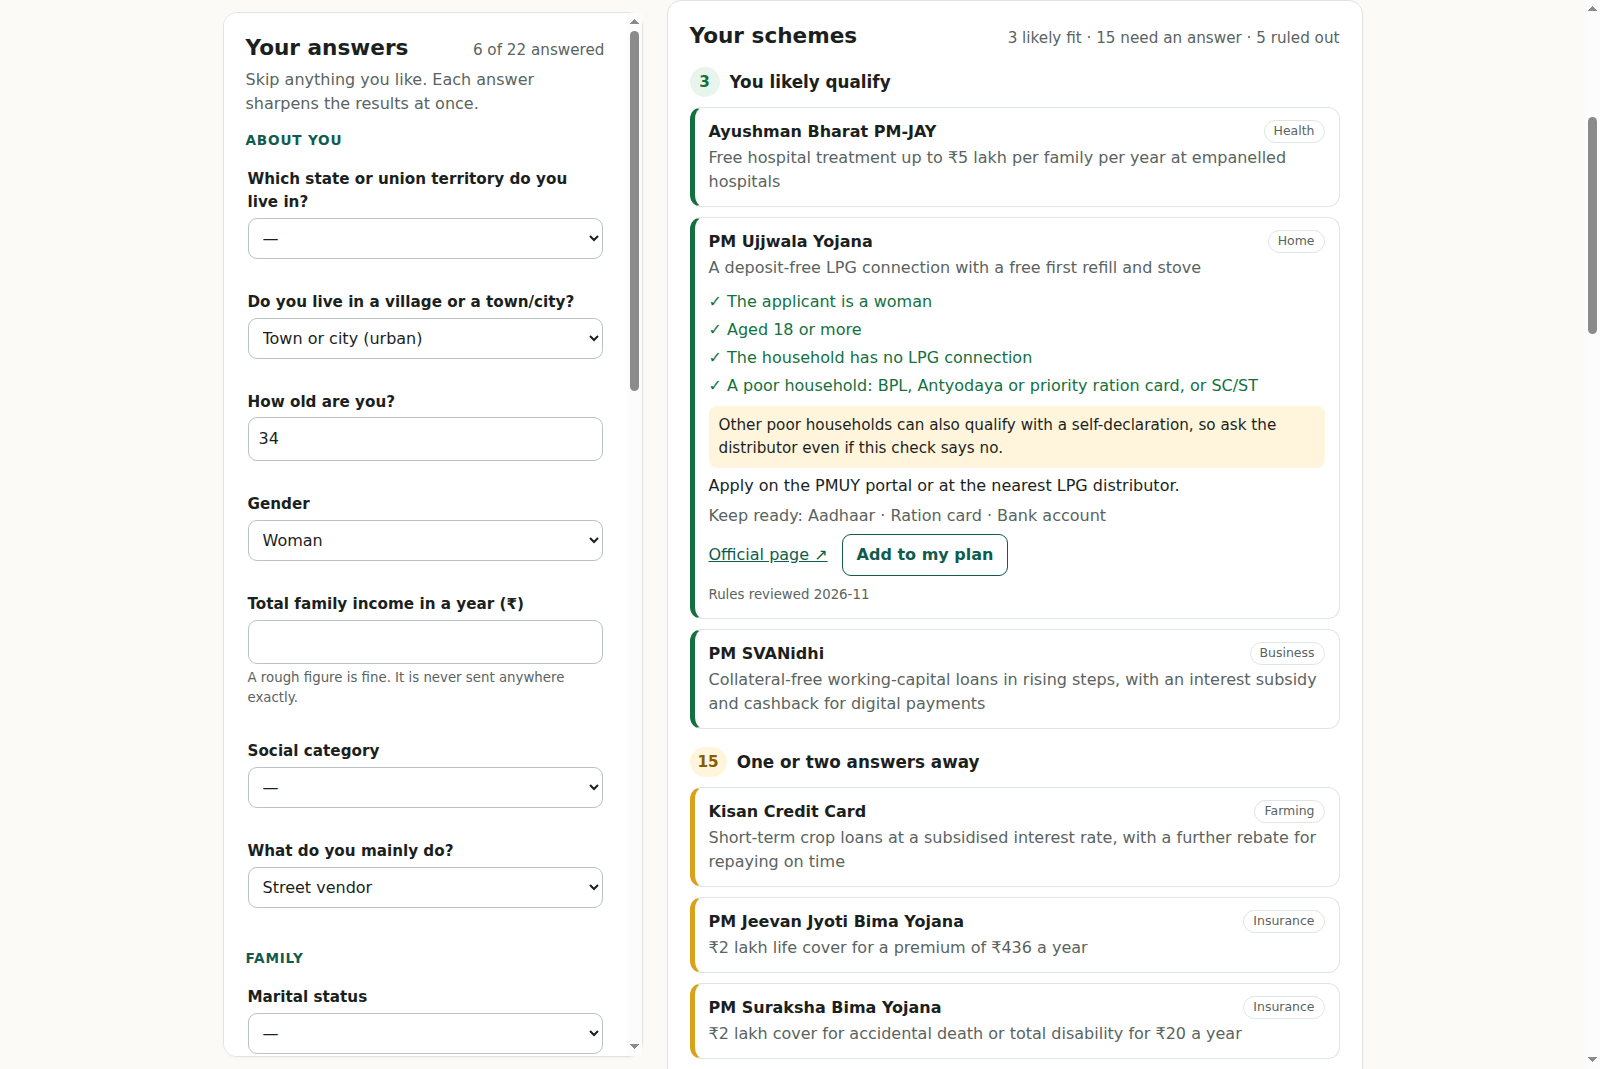 Your answers
6 of 22 answered
Skip anything you like. Each answer
sharpens the results at once.
ABOUT YOU
Which state or union territory do you
live in?
—
Do you live in a village or a town/city?
Town or city (urban)
How old are you?
34
Gender
Woman
Total family income in a year (₹)
A rough figure is fine. It is never sent anywhere
exactly.
Social category
—
What do you mainly do?
Street vendor
FAMILY
Marital status
—
Your schemes
3 likely fit · 15 need an answer · 5 ruled out
3 You likely qualify
Ayushman Bharat PM-JAY
Health
Free hospital treatment up to ₹5 lakh per family per year at empanelled
hospitals
PM Ujjwala Yojana
Home
A deposit-free LPG connection with a free first refill and stove
✓ The applicant is a woman
✓ Aged 18 or more
✓ The household has no LPG connection
✓ A poor household: BPL, Antyodaya or priority ration card, or SC/ST
Other poor households can also qualify with a self-declaration, so ask the
distributor even if this check says no.
Apply on the PMUY portal or at the nearest LPG distributor.
Keep ready: Aadhaar · Ration card · Bank account
Official page ↗
Add to my plan
Rules reviewed 2026-11
PM SVANidhi
Business
Collateral-free working-capital loans in rising steps, with an interest subsidy
and cashback for digital payments
15 One or two answers away
Kisan Credit Card
Farming
Short-term crop loans at a subsidised interest rate, with a further rebate for
repaying on time
PM Jeevan Jyoti Bima Yojana
Insurance
₹2 lakh life cover for a premium of ₹436 a year
PM Suraksha Bima Yojana
Insurance
₹2 lakh cover for accidental death or total disability for ₹20 a year